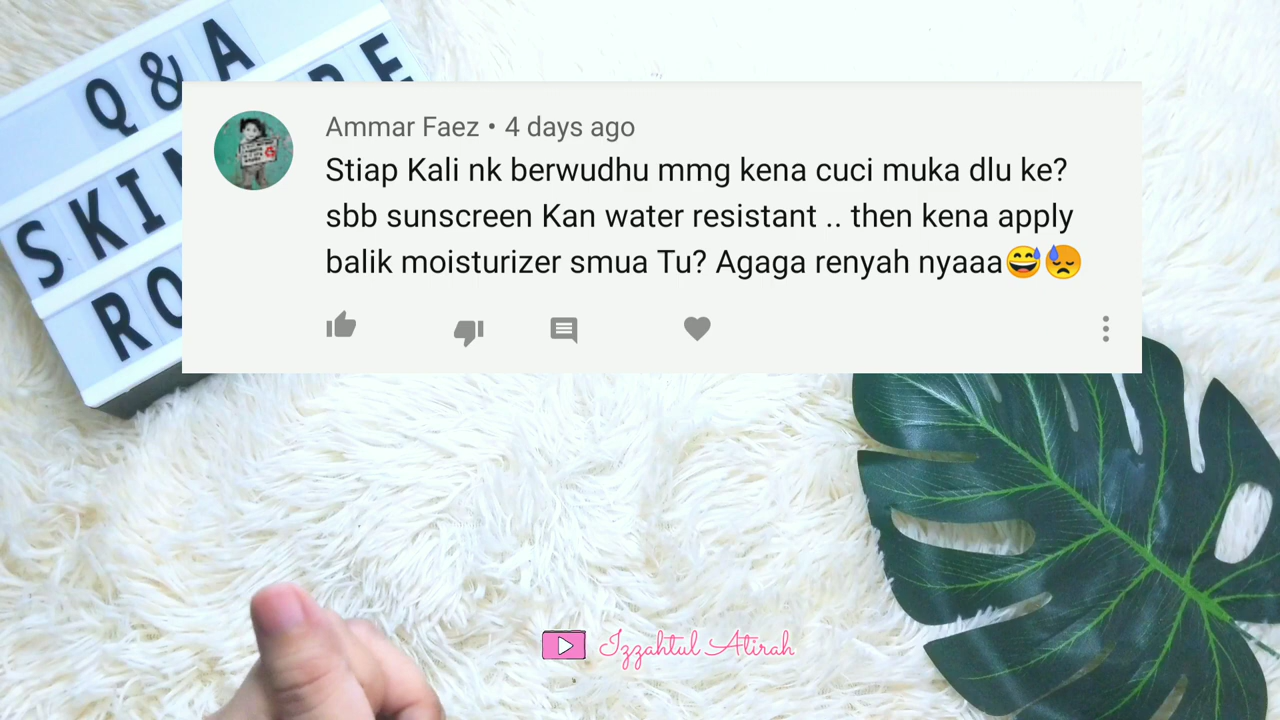 Q & A
SKIN
RO
Ammar Faez • 4 days ago
Stiap Kali nk berwudhu mmg kena cuci muka dlu ke?
sbb sunscreen Kan water resistant .. then kena apply
balik moisturizer smua Tu? Agaga renyah nyaaa😅😓
Izzahtul Atirah